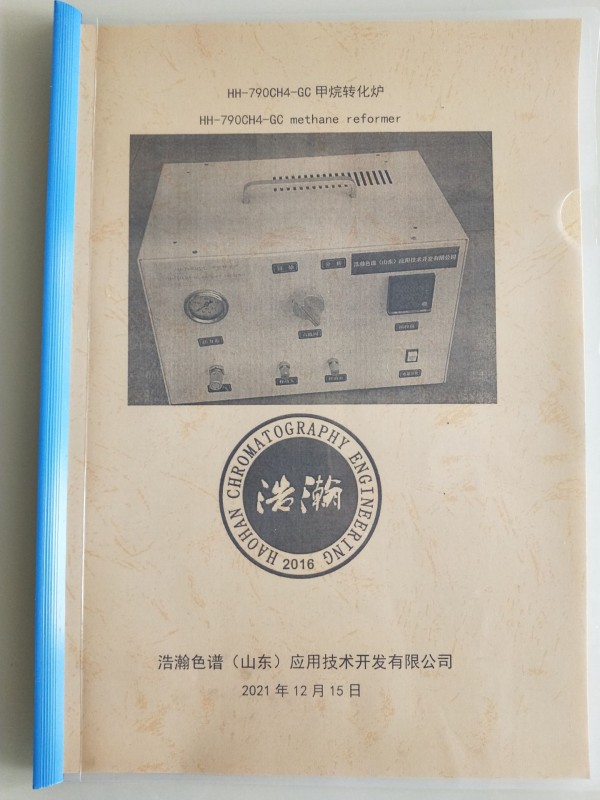 HH-790CH4-GC 甲烷转化炉
HH-790CH4-GC methane reformer
浩瀚色谱（山东）应用技术开发有限公司
HAOHAN CHROMATOGRAPHY ENGINEERING
浩瀚
2016
浩瀚色谱（山东）应用技术开发有限公司
2021 年 12 月 15 日